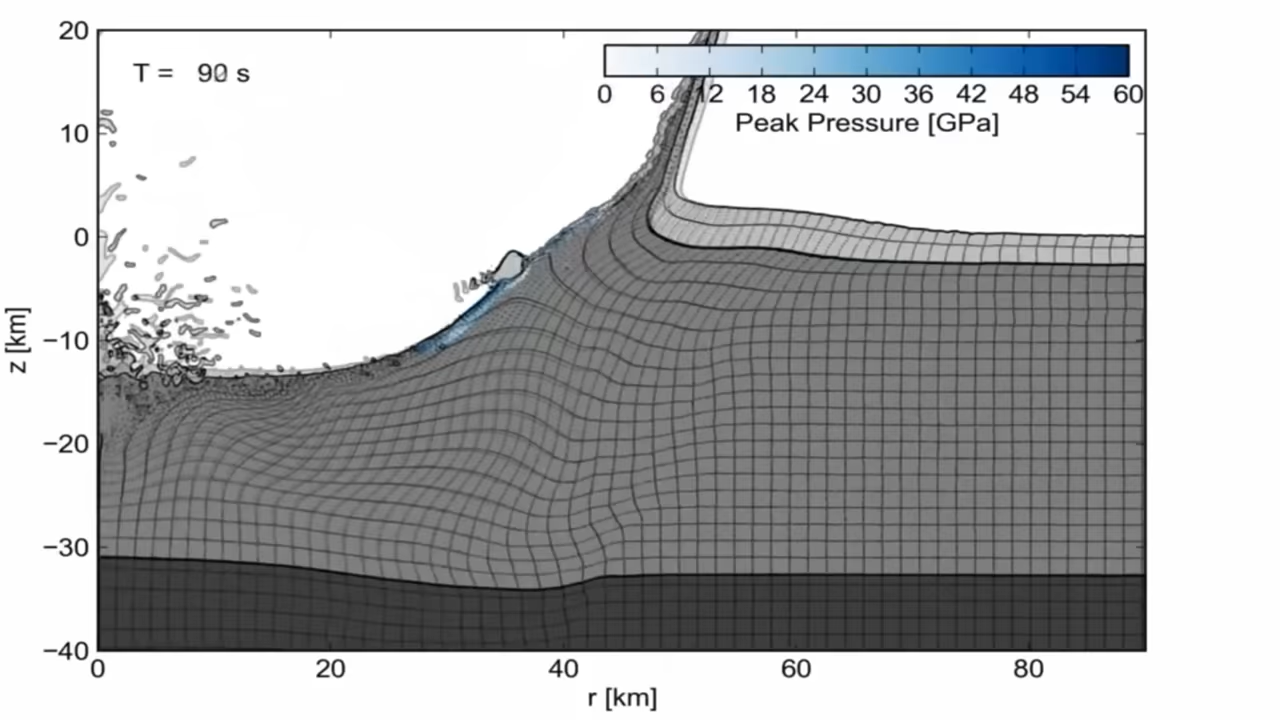 20
T = 90 s
0 6 12 18 24 30 36 42 48 54 60
Peak Pressure [GPa]
10
0
−10
z [km]
−20
−30
−40
0 20 40 60 80
r [km]